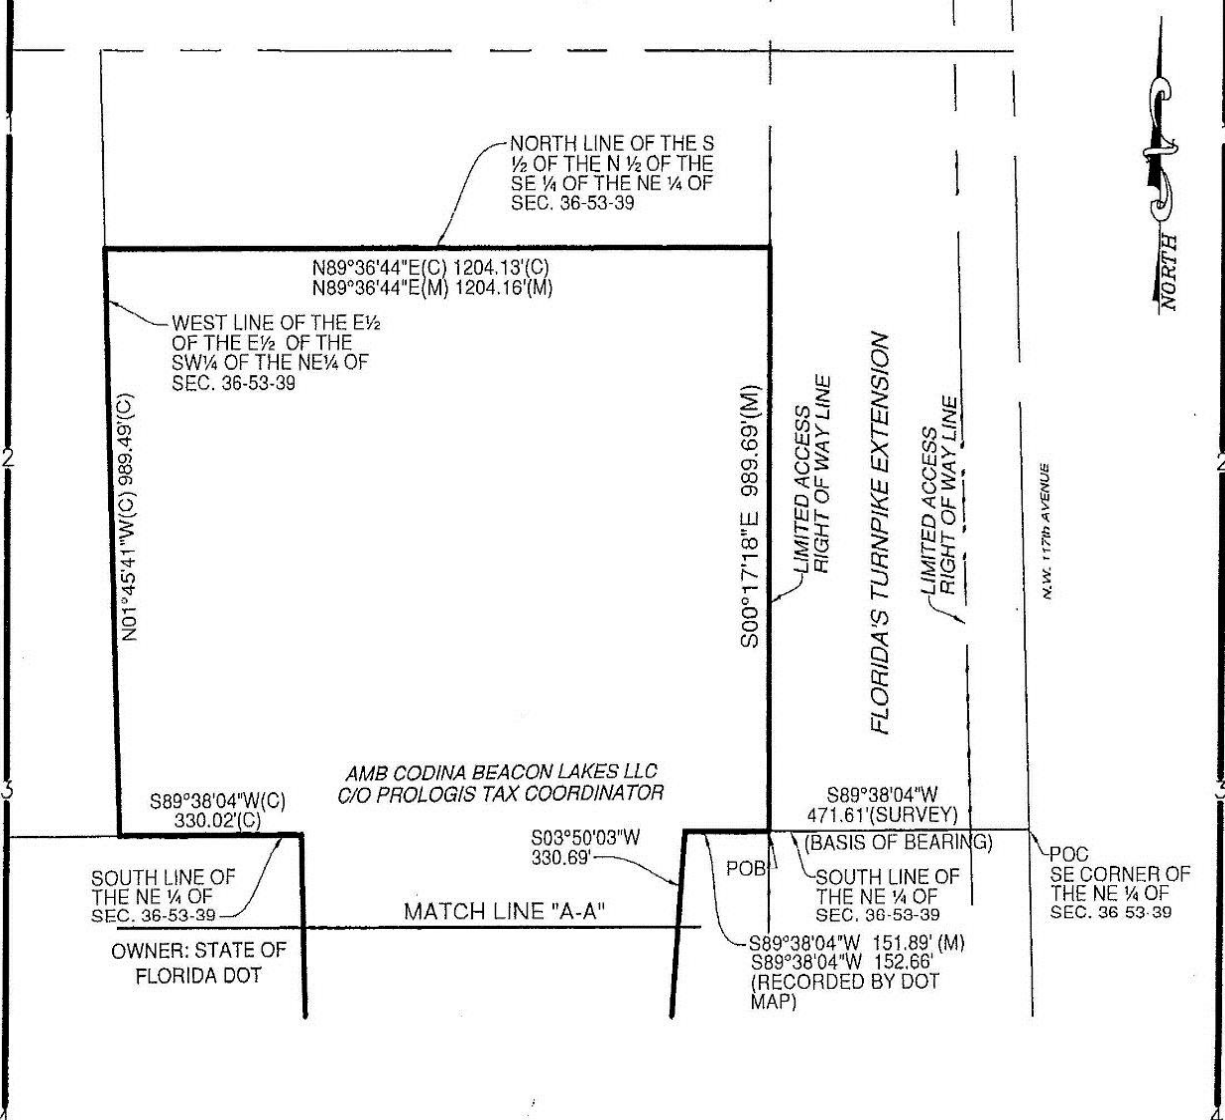 1
NORTH LINE OF THE S
½ OF THE N ½ OF THE
SE ¼ OF THE NE ¼ OF
SEC. 36-53-39
NORTH
N89°36'44"E(C) 1204.13'(C)
N89°36'44"E(M) 1204.16'(M)
WEST LINE OF THE E½
OF THE E½ OF THE
SW¼ OF THE NE¼ OF
SEC. 36-53-39
N01°45'41"W(C) 989.49'(C)
S00°17'18"E 989.69'(M)
LIMITED ACCESS
RIGHT OF WAY LINE
FLORIDA'S TURNPIKE EXTENSION
LIMITED ACCESS
RIGHT OF WAY LINE
N.W. 117th AVENUE
2
2
3
3
AMB CODINA BEACON LAKES LLC
C/O PROLOGIS TAX COORDINATOR
S89°38'04"W(C)
330.02'(C)
S03°50'03"W
330.69'
S89°38'04"W
471.61'(SURVEY)
(BASIS OF BEARING)
POB
POC
SE CORNER OF
THE NE ¼ OF
SEC. 36 53-39
SOUTH LINE OF
THE NE ¼ OF
SEC. 36-53-39
SOUTH LINE OF
THE NE ¼ OF
SEC. 36-53-39
MATCH LINE "A-A"
OWNER: STATE OF
FLORIDA DOT
S89°38'04"W 151.89' (M)
S89°38'04"W 152.66'
(RECORDED BY DOT
MAP)
4
4